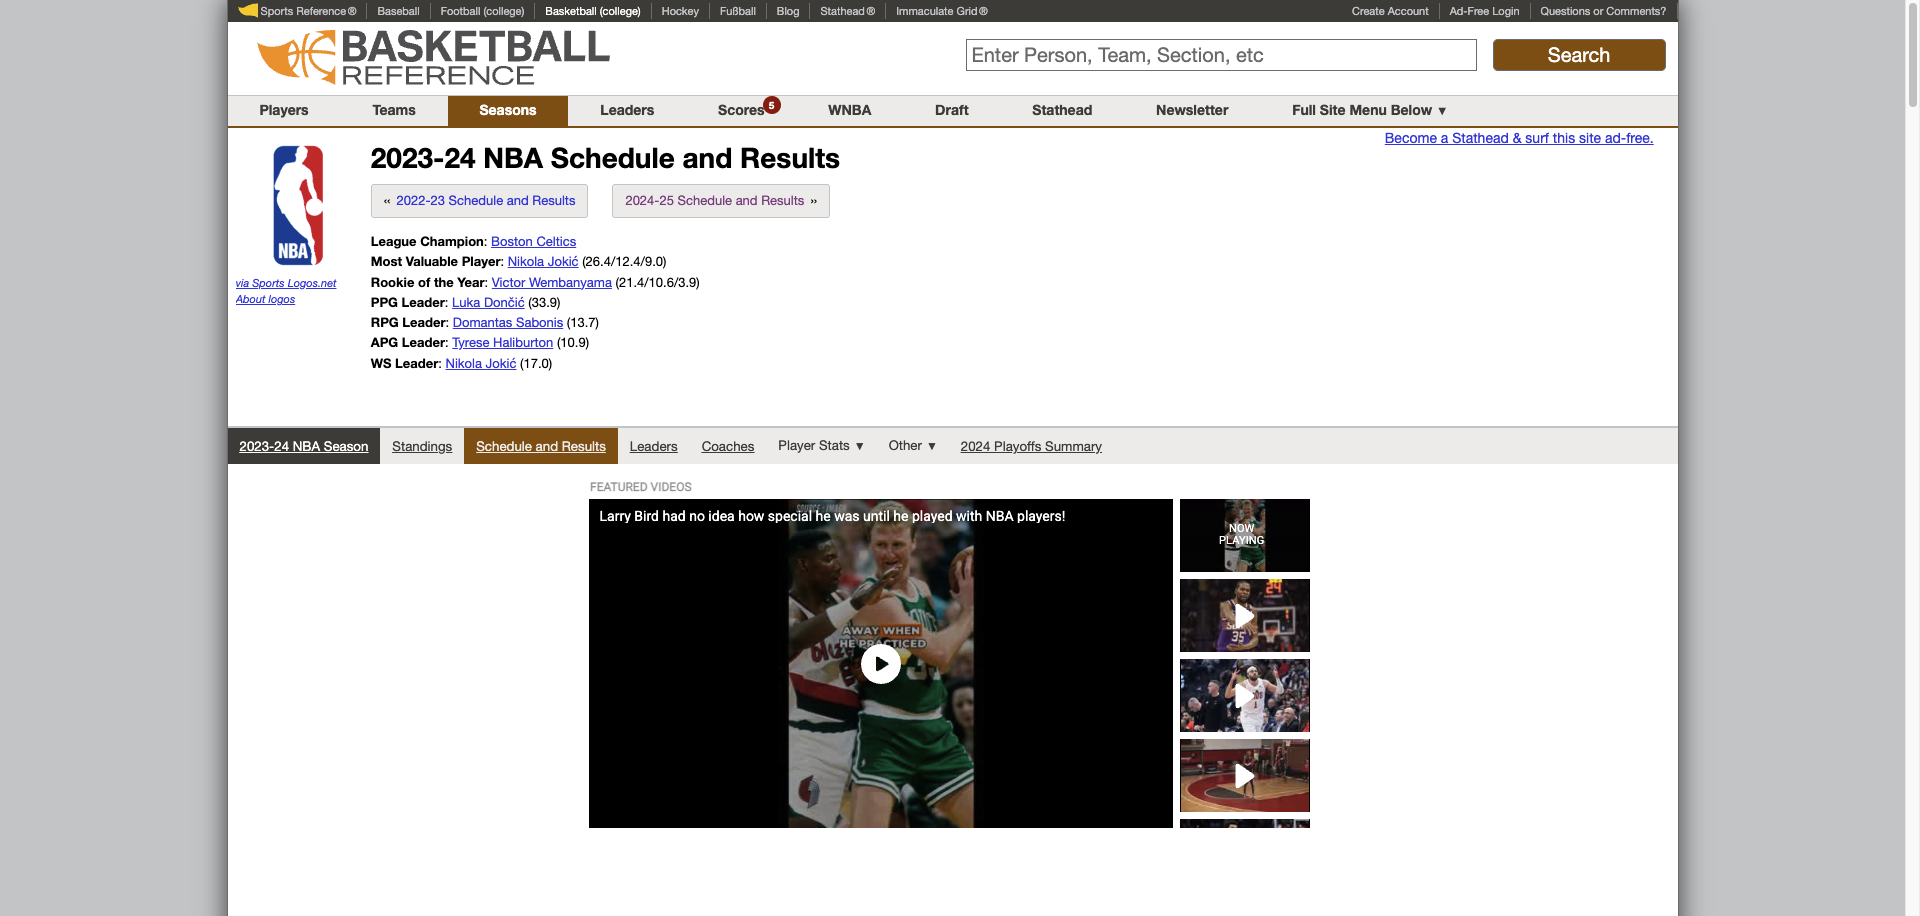 Sports Reference®
Baseball
Football (college)
Basketball (college)
Hockey
Fußball
Blog
Stathead®
Immaculate Grid®
Create Account
Ad-Free Login
Questions or Comments?
BASKETBALL
REFERENCE
Enter Person, Team, Section, etc
Search
Players
Teams
Seasons
Leaders
Scores
5
WNBA
Draft
Stathead
Newsletter
Full Site Menu Below ▼
Become a Stathead & surf this site ad-free.
NBA
via Sports Logos.net
About logos
2023-24 NBA Schedule and Results
« 2022-23 Schedule and Results
2024-25 Schedule and Results »
League Champion: Boston Celtics
Most Valuable Player: Nikola Jokić (26.4/12.4/9.0)
Rookie of the Year: Victor Wembanyama (21.4/10.6/3.9)
PPG Leader: Luka Dončić (33.9)
RPG Leader: Domantas Sabonis (13.7)
APG Leader: Tyrese Haliburton (10.9)
WS Leader: Nikola Jokić (17.0)
2023-24 NBA Season
Standings
Schedule and Results
Leaders
Coaches
Player Stats ▼
Other ▼
2024 Playoffs Summary
FEATURED VIDEOS
Larry Bird had no idea how special he was until he played with NBA players!
AWAY WHEN
HE PRACTICED
NOW
PLAYING
24
35